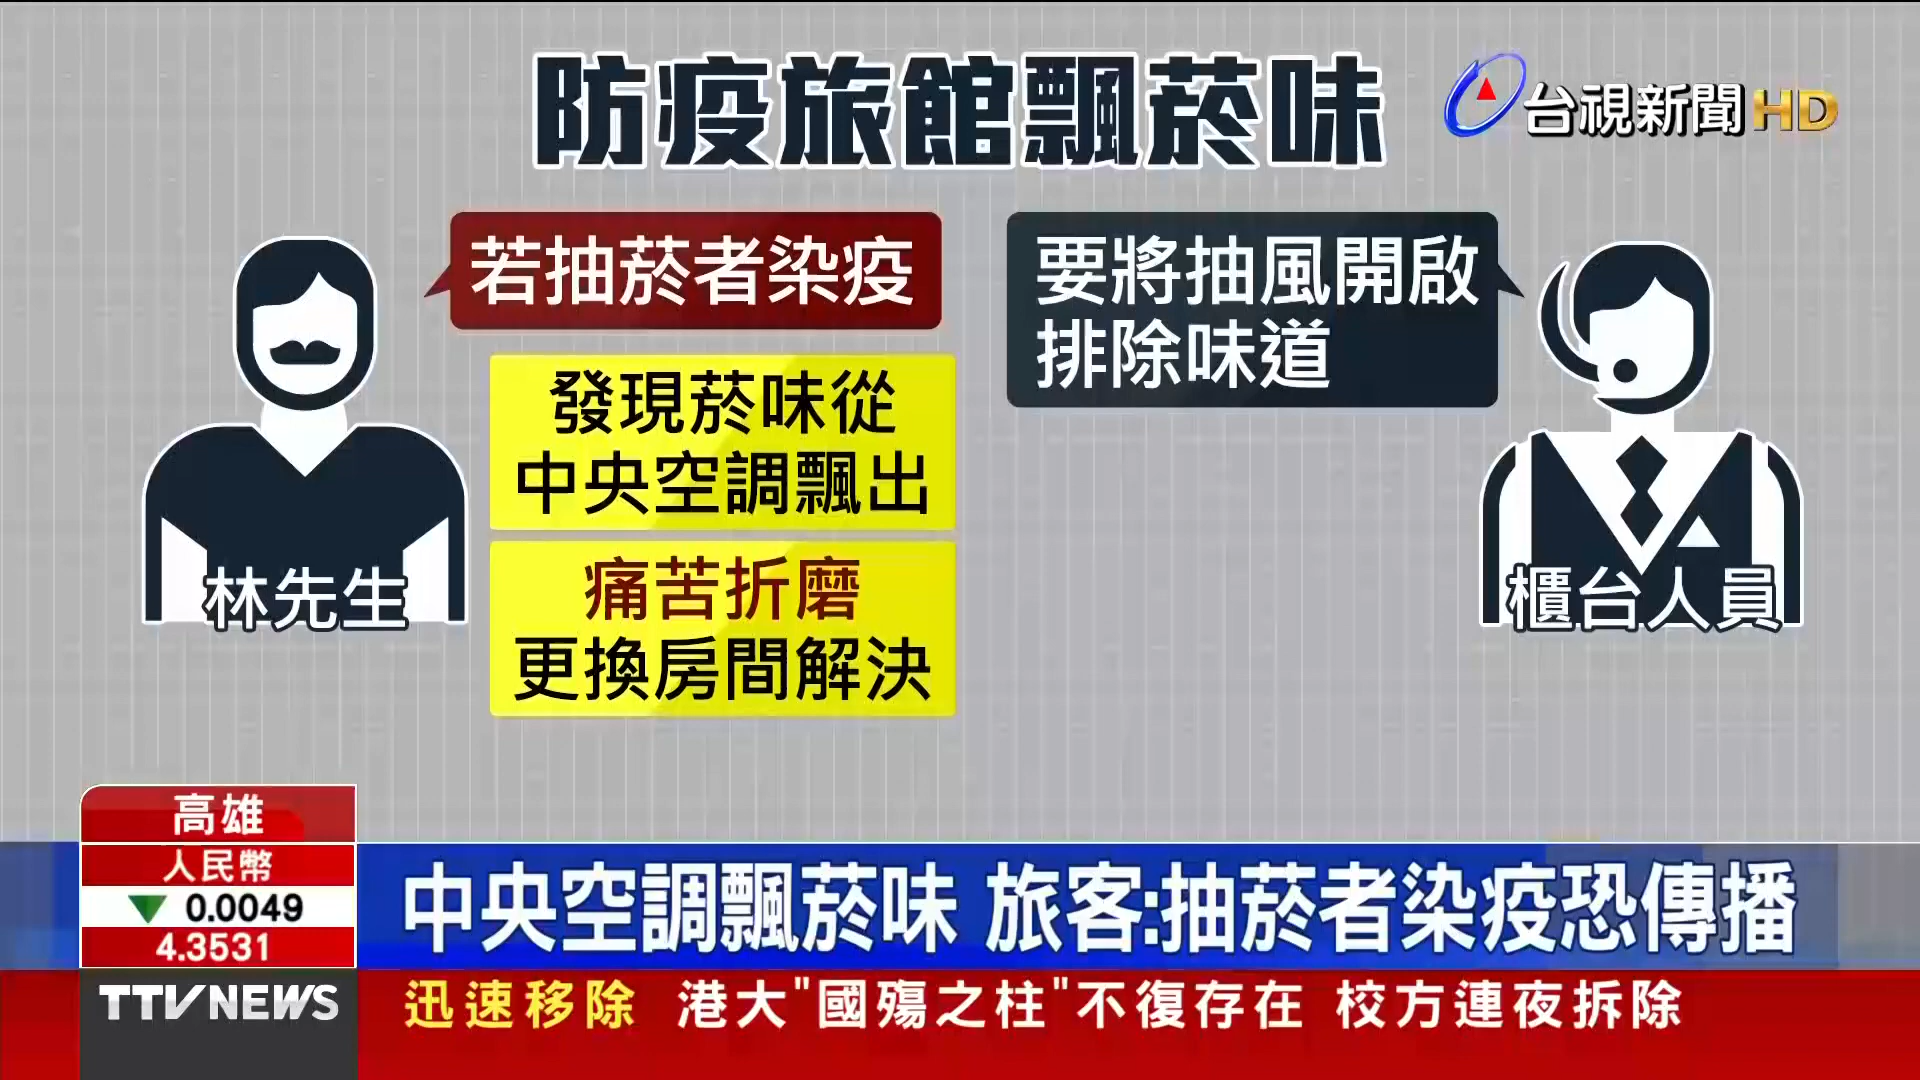 防疫旅館飄菸味
台視新聞HD
若抽菸者染疫
要將抽風開啟
排除味道
發現菸味從
中央空調飄出
痛苦折磨
更換房間解決
林先生
櫃台人員
高雄
人民幣
0.0049
4.3531
中央空調飄菸味 旅客:抽菸者染疫恐傳播
TTV NEWS
迅速移除 港大"國殤之柱"不復存在 校方連夜拆除